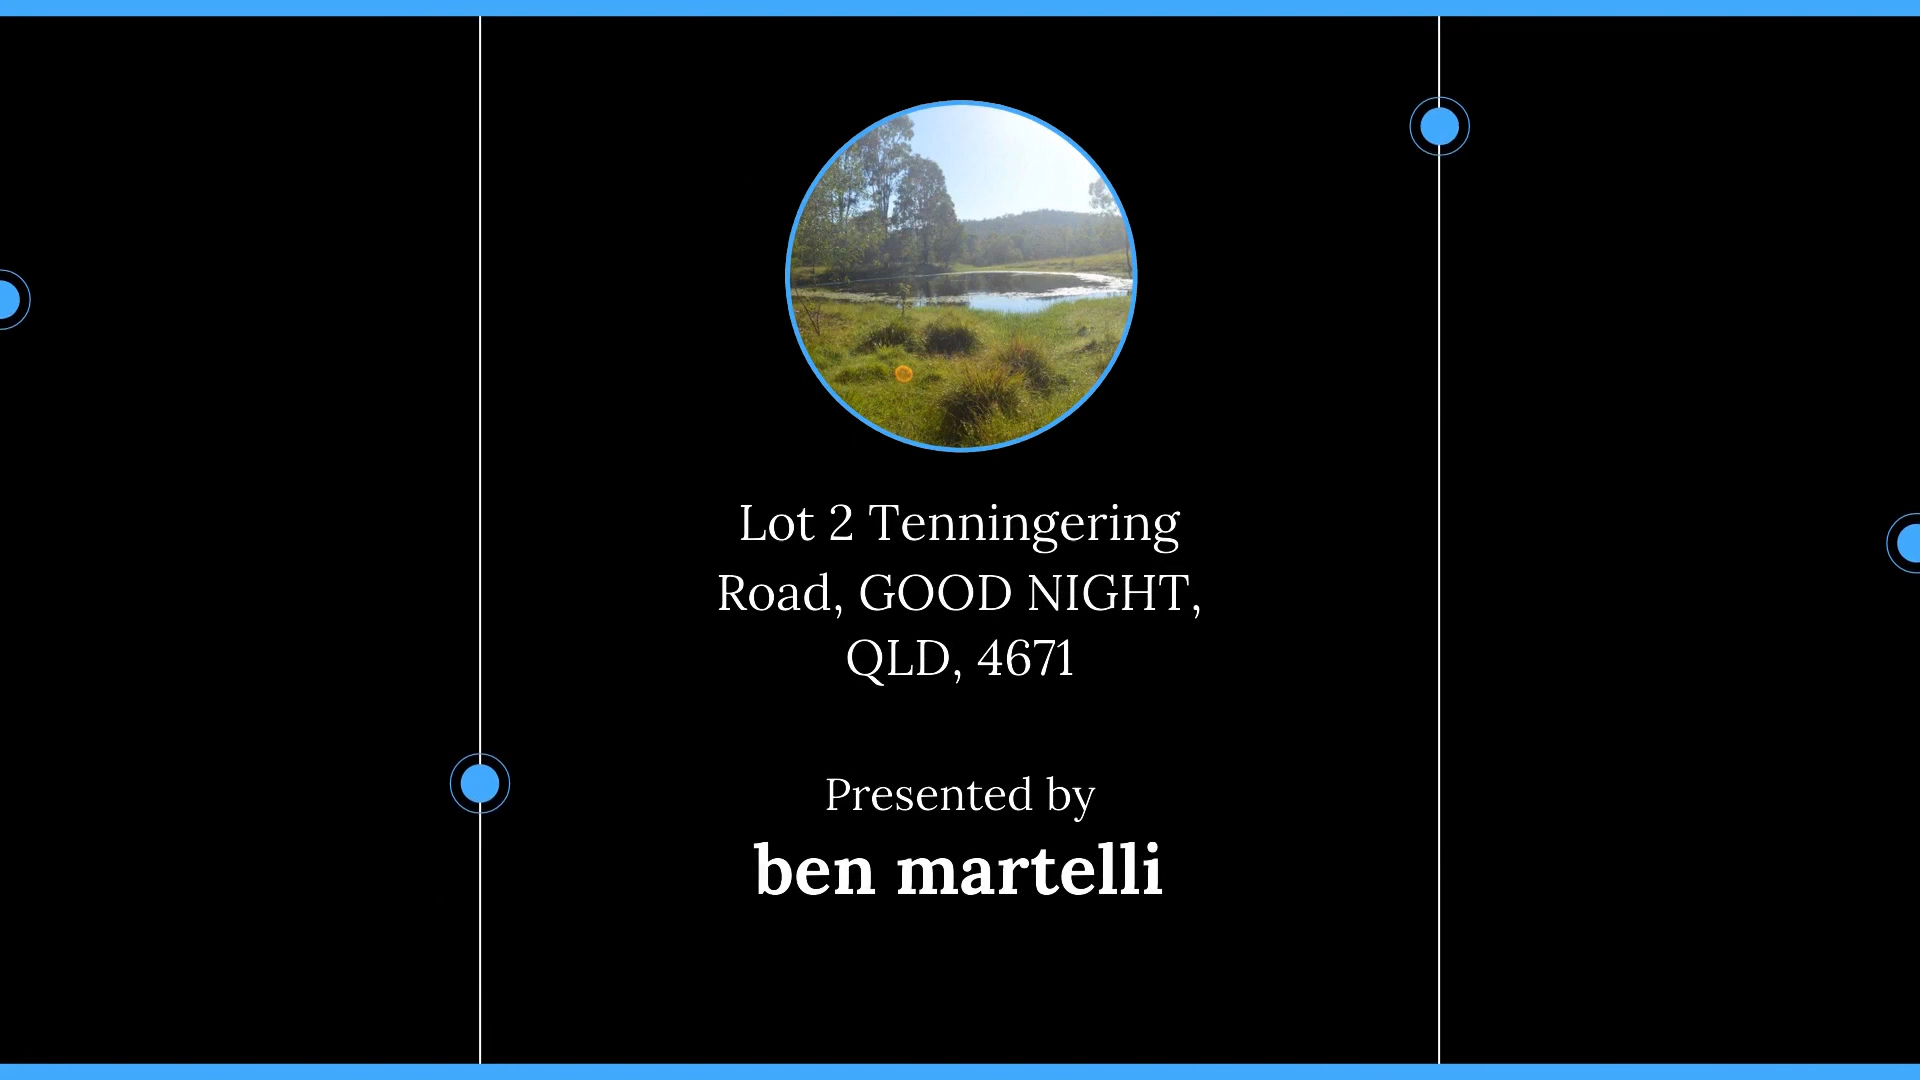 Lot 2 Tenningering
Road, GOOD NIGHT,
QLD, 4671
Presented by
ben martelli